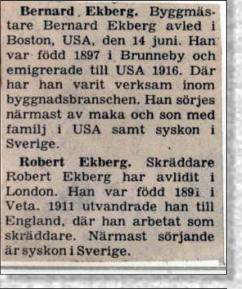 Bernard Ekberg. Byggmäs-
tare Bernard Ekberg avled i
Boston, USA, den 14 juni. Han
var född 1897 i Brunneby och
emigrerade till USA 1916. Där
har han varit verksam inom
byggnadsbranschen. Han sörjes
närmast av maka och son med
familj i USA samt syskon i
Sverige.
Robert Ekberg. Skräddare
Robert Ekberg har avlidit i
London. Han var född 1891 i
Veta. 1911 utvandrade han till
England, där han arbetat som
skräddare. Närmast sörjande
är syskon i Sverige.